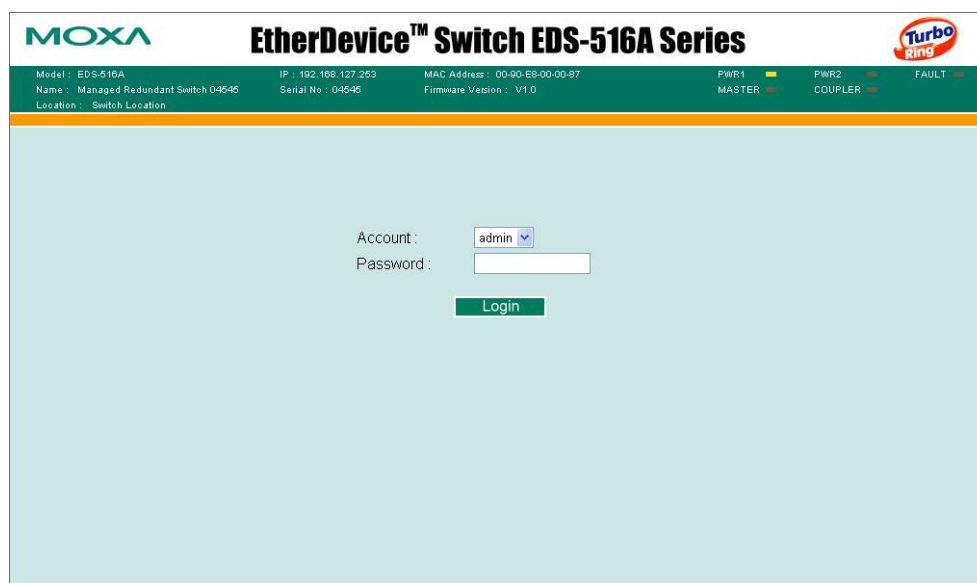 MOXA
EtherDevice™ Switch EDS-516A Series
Turbo Ring
Model : EDS-516A
IP : 192.168.127.253
MAC Address : 00-90-E8-00-00-87
PWR1
PWR2
FAULT
Name : Managed Redundant Switch 04545
Serial No : 04545
Firmware Version : V1.0
MASTER
COUPLER
Location : Switch Location
Account :
admin
Password :
Login